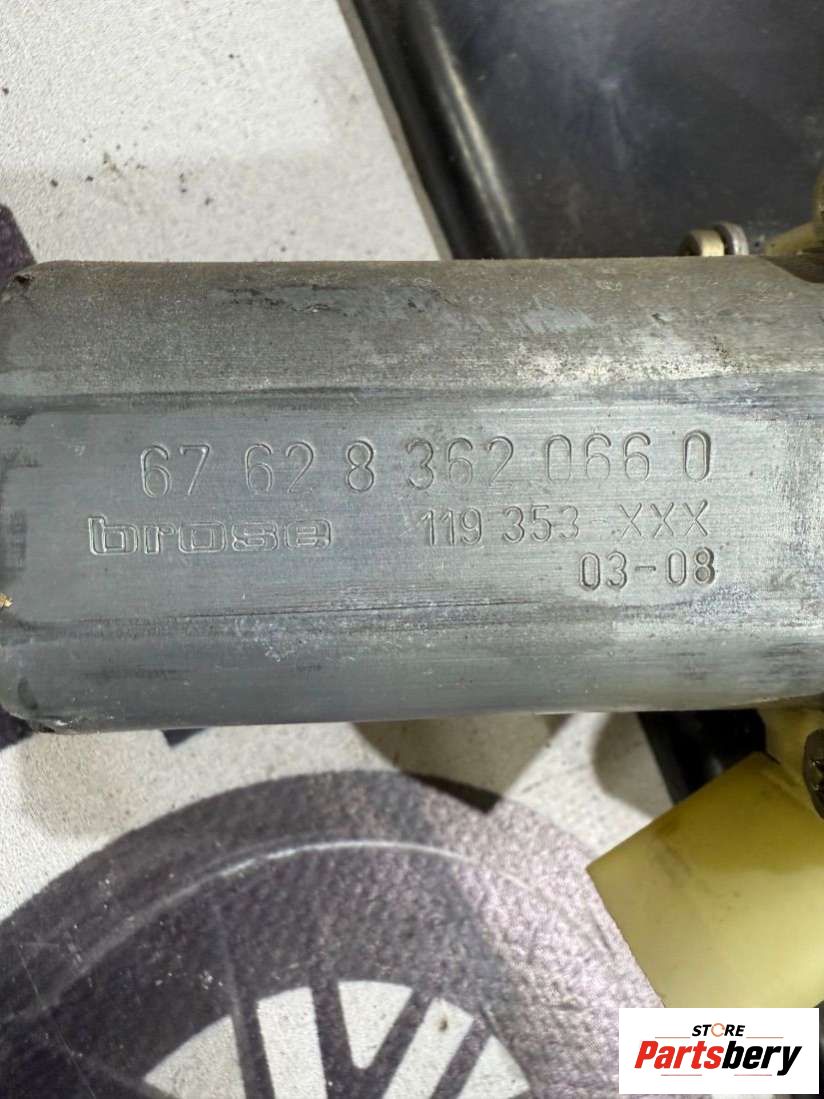 67 62 8 362 066 0
brose 119 353-XXX
03-08
STORE
Partsbery